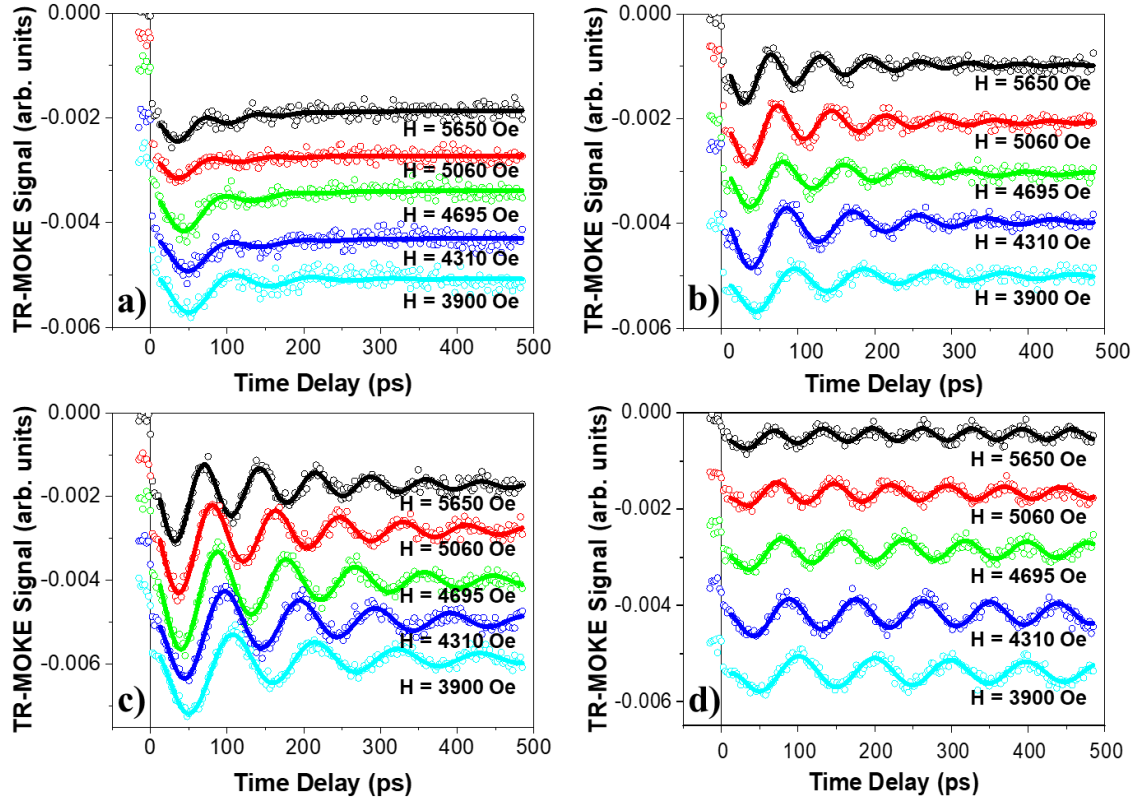 TR-MOKE Signal (arb. units)
0.000
-0.002
-0.004
-0.006
H = 5650 Oe
H = 5060 Oe
H = 4695 Oe
H = 4310 Oe
H = 3900 Oe
a)
0 100 200 300 400 500
Time Delay (ps)
TR-MOKE Signal (arb. units)
0.000
-0.002
-0.004
-0.006
H = 5650 Oe
H = 5060 Oe
H = 4695 Oe
H = 4310 Oe
H = 3900 Oe
b)
0 100 200 300 400 500
Time Delay (ps)
TR-MOKE Signal (arb. units)
0.000
-0.002
-0.004
-0.006
H = 5650 Oe
H = 5060 Oe
H = 4695 Oe
H = 4310 Oe
H = 3900 Oe
c)
0 100 200 300 400 500
Time Delay (ps)
TR-MOKE Signal (arb. units)
0.000
-0.002
-0.004
-0.006
H = 5650 Oe
H = 5060 Oe
H = 4695 Oe
H = 4310 Oe
H = 3900 Oe
d)
0 100 200 300 400 500
Time Delay (ps)